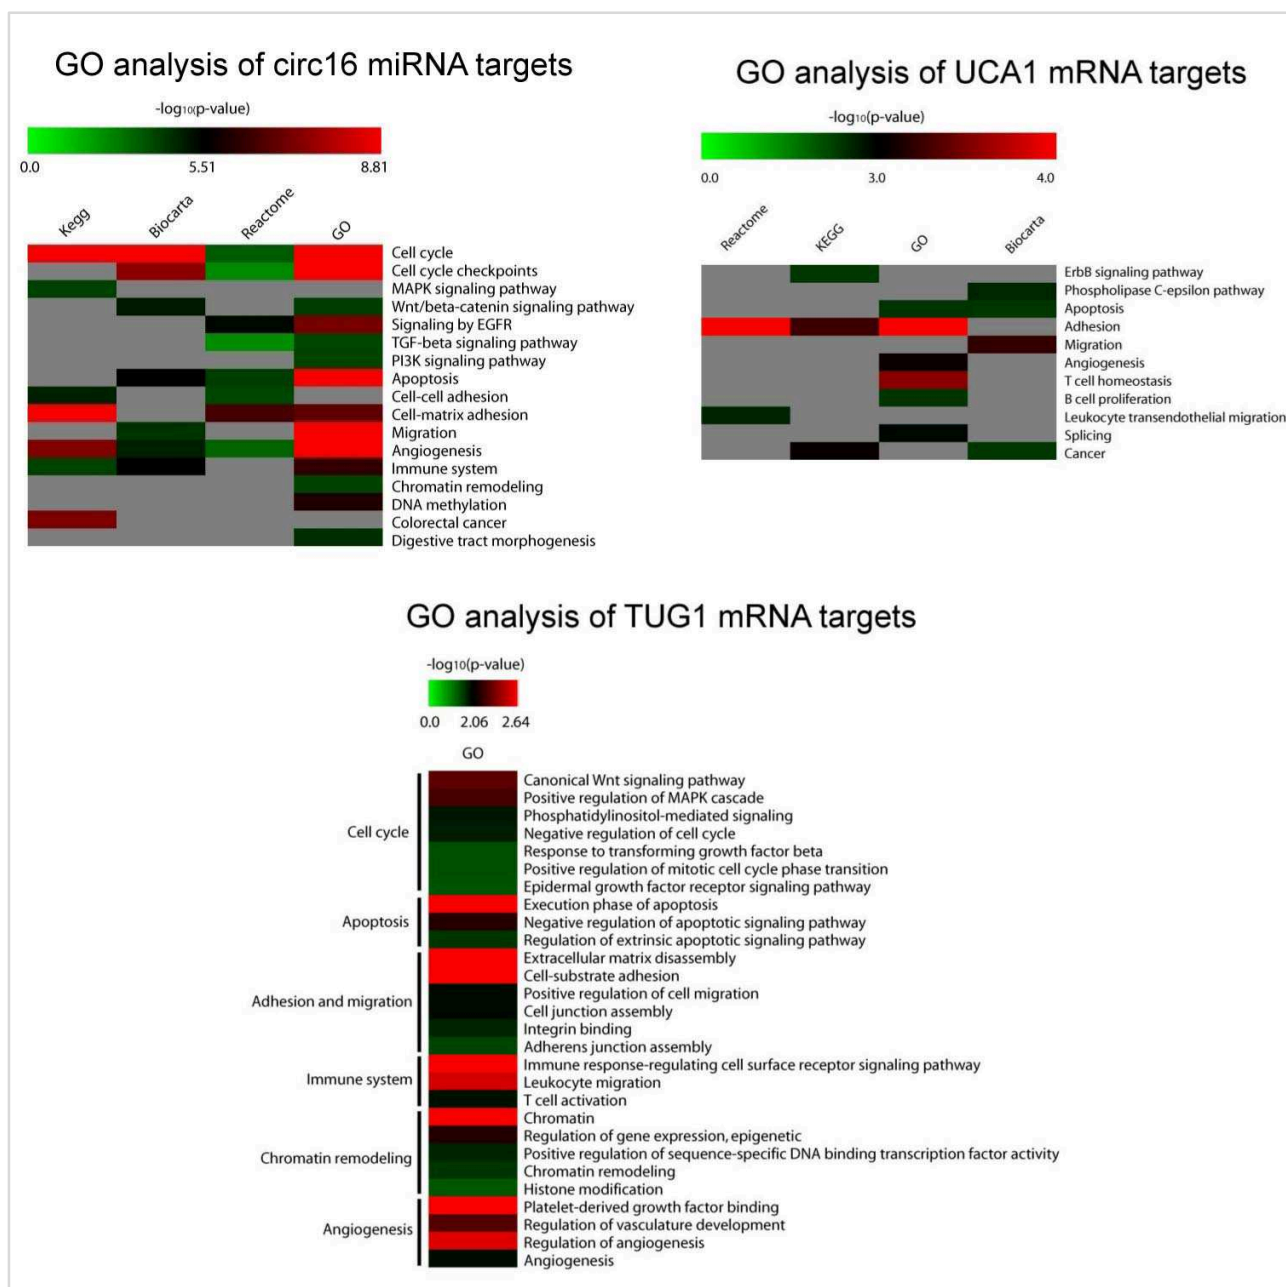 GO analysis of circ16 miRNA targets
-log10(p-value)
0.0 5.51 8.81
Kegg Biocarta Reactome GO
Cell cycle
Cell cycle checkpoints
MAPK signaling pathway
Wnt/beta-catenin signaling pathway
Signaling by EGFR
TGF-beta signaling pathway
PI3K signaling pathway
Apoptosis
Cell-cell adhesion
Cell-matrix adhesion
Migration
Angiogenesis
Immune system
Chromatin remodeling
DNA methylation
Colorectal cancer
Digestive tract morphogenesis
GO analysis of UCA1 mRNA targets
-log10(p-value)
0.0 3.0 4.0
Reactome KEGG GO Biocarta
ErbB signaling pathway
Phospholipase C-epsilon pathway
Apoptosis
Adhesion
Migration
Angiogenesis
T cell homeostasis
B cell proliferation
Leukocyte transendothelial migration
Splicing
Cancer
GO analysis of TUG1 mRNA targets
-log10(p-value)
0.0 2.06 2.64
GO
Cell cycle
Canonical Wnt signaling pathway
Positive regulation of MAPK cascade
Phosphatidylinositol-mediated signaling
Negative regulation of cell cycle
Response to transforming growth factor beta
Positive regulation of mitotic cell cycle phase transition
Epidermal growth factor receptor signaling pathway
Apoptosis
Execution phase of apoptosis
Negative regulation of apoptotic signaling pathway
Regulation of extrinsic apoptotic signaling pathway
Adhesion and migration
Extracellular matrix disassembly
Cell-substrate adhesion
Positive regulation of cell migration
Cell junction assembly
Integrin binding
Adherens junction assembly
Immune system
Immune response-regulating cell surface receptor signaling pathway
Leukocyte migration
T cell activation
Chromatin remodeling
Chromatin
Regulation of gene expression, epigenetic
Positive regulation of sequence-specific DNA binding transcription factor activity
Chromatin remodeling
Histone modification
Angiogenesis
Platelet-derived growth factor binding
Regulation of vasculature development
Regulation of angiogenesis
Angiogenesis